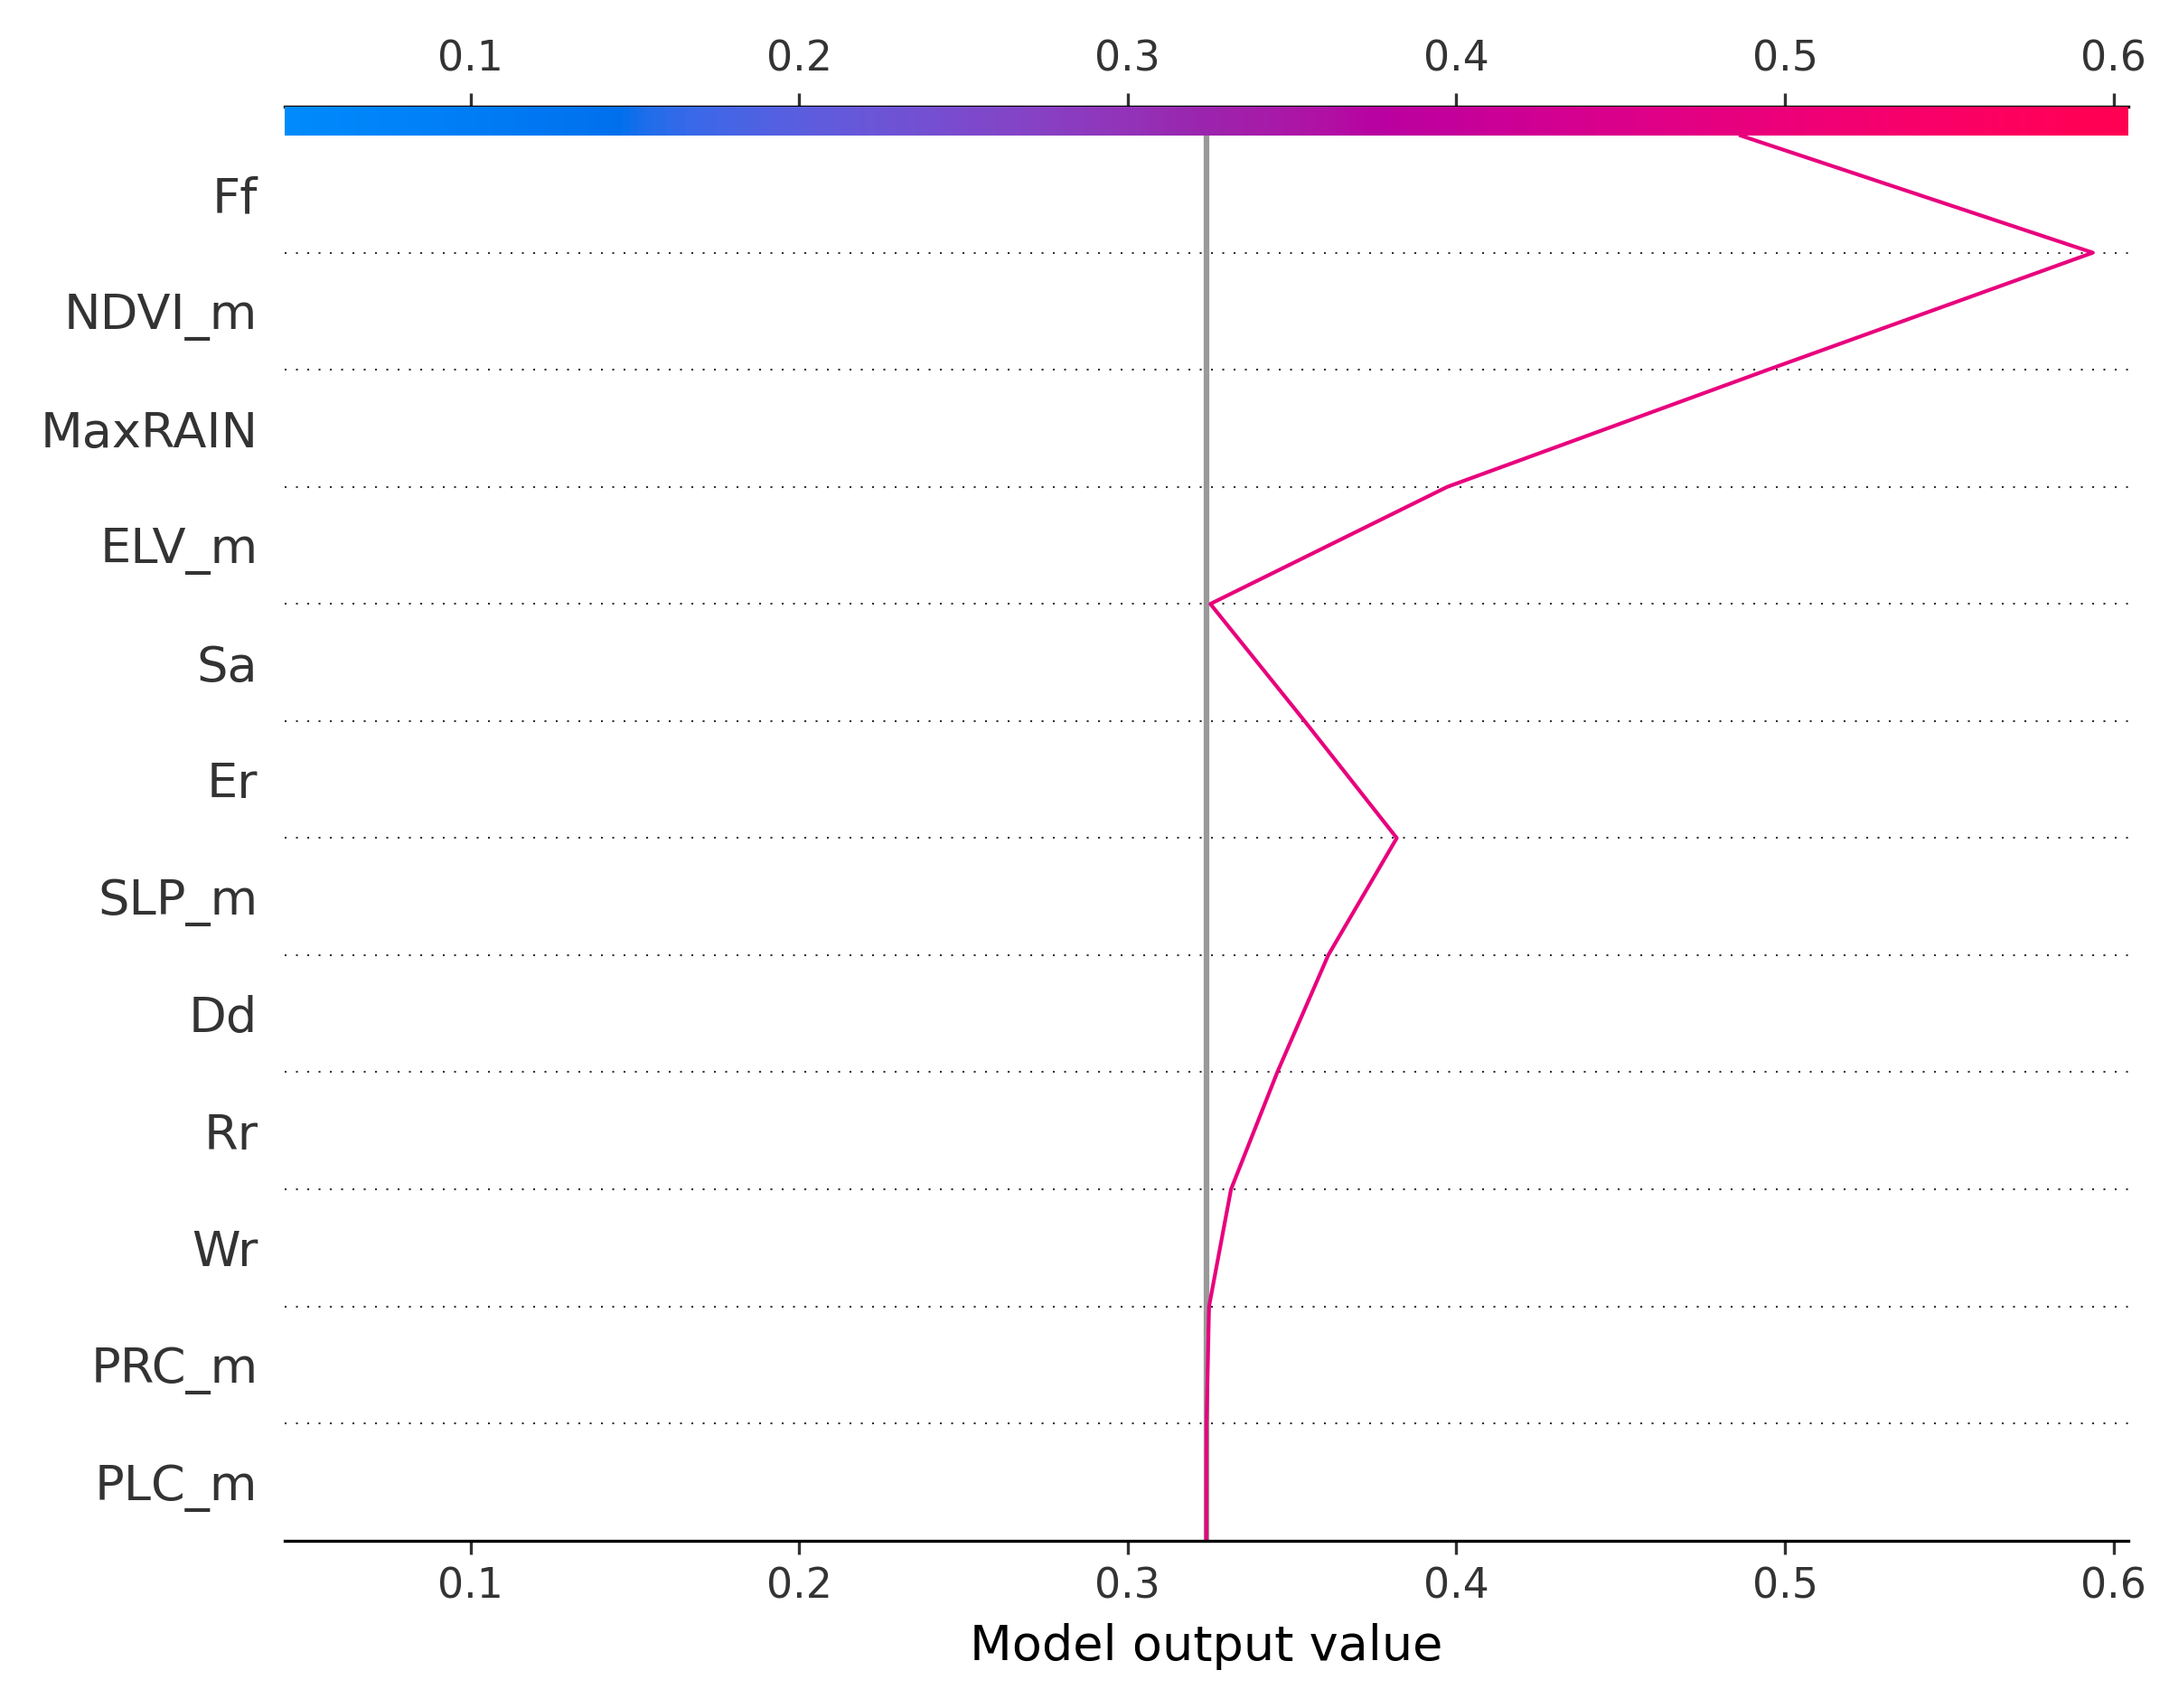 0.1 0.2 0.3 0.4 0.5 0.6
Ff
NDVI_m
MaxRAIN
ELV_m
Sa
Er
SLP_m
Dd
Rr
Wr
PRC_m
PLC_m
0.1 0.2 0.3 0.4 0.5 0.6
Model output value